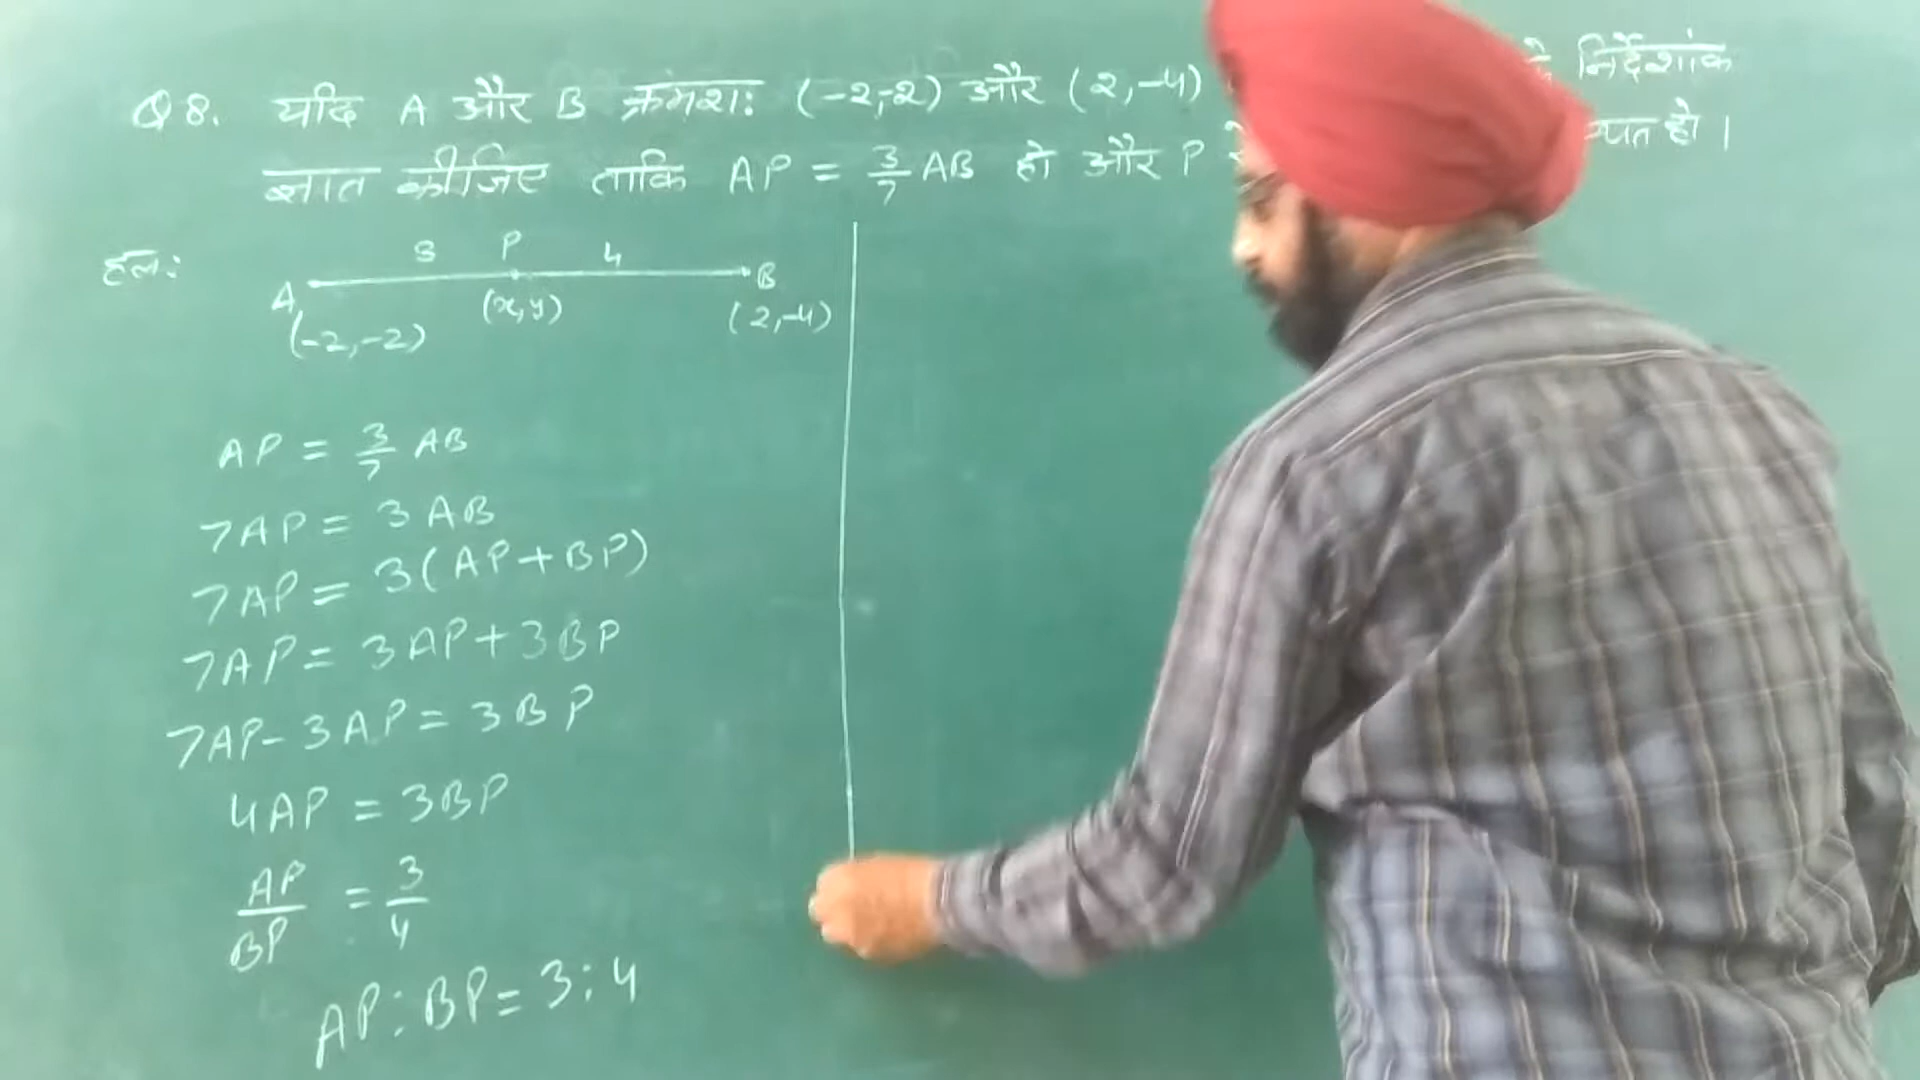 Q 8. यदि A और B क्रमश: (-2,-2) और (2,-4) निर्देशांक
ज्ञात कीजिए ताकि AP = 3/7 AB हो और P हो।
हल:
3 P 4
A B
(x,y)
(-2,-2) (2,-4)
AP = 3/7 AB
7AP = 3AB
7AP = 3(AP+BP)
7AP = 3AP+3BP
7AP-3AP = 3BP
4AP = 3BP
AP/BP = 3/4
AP:BP = 3:4